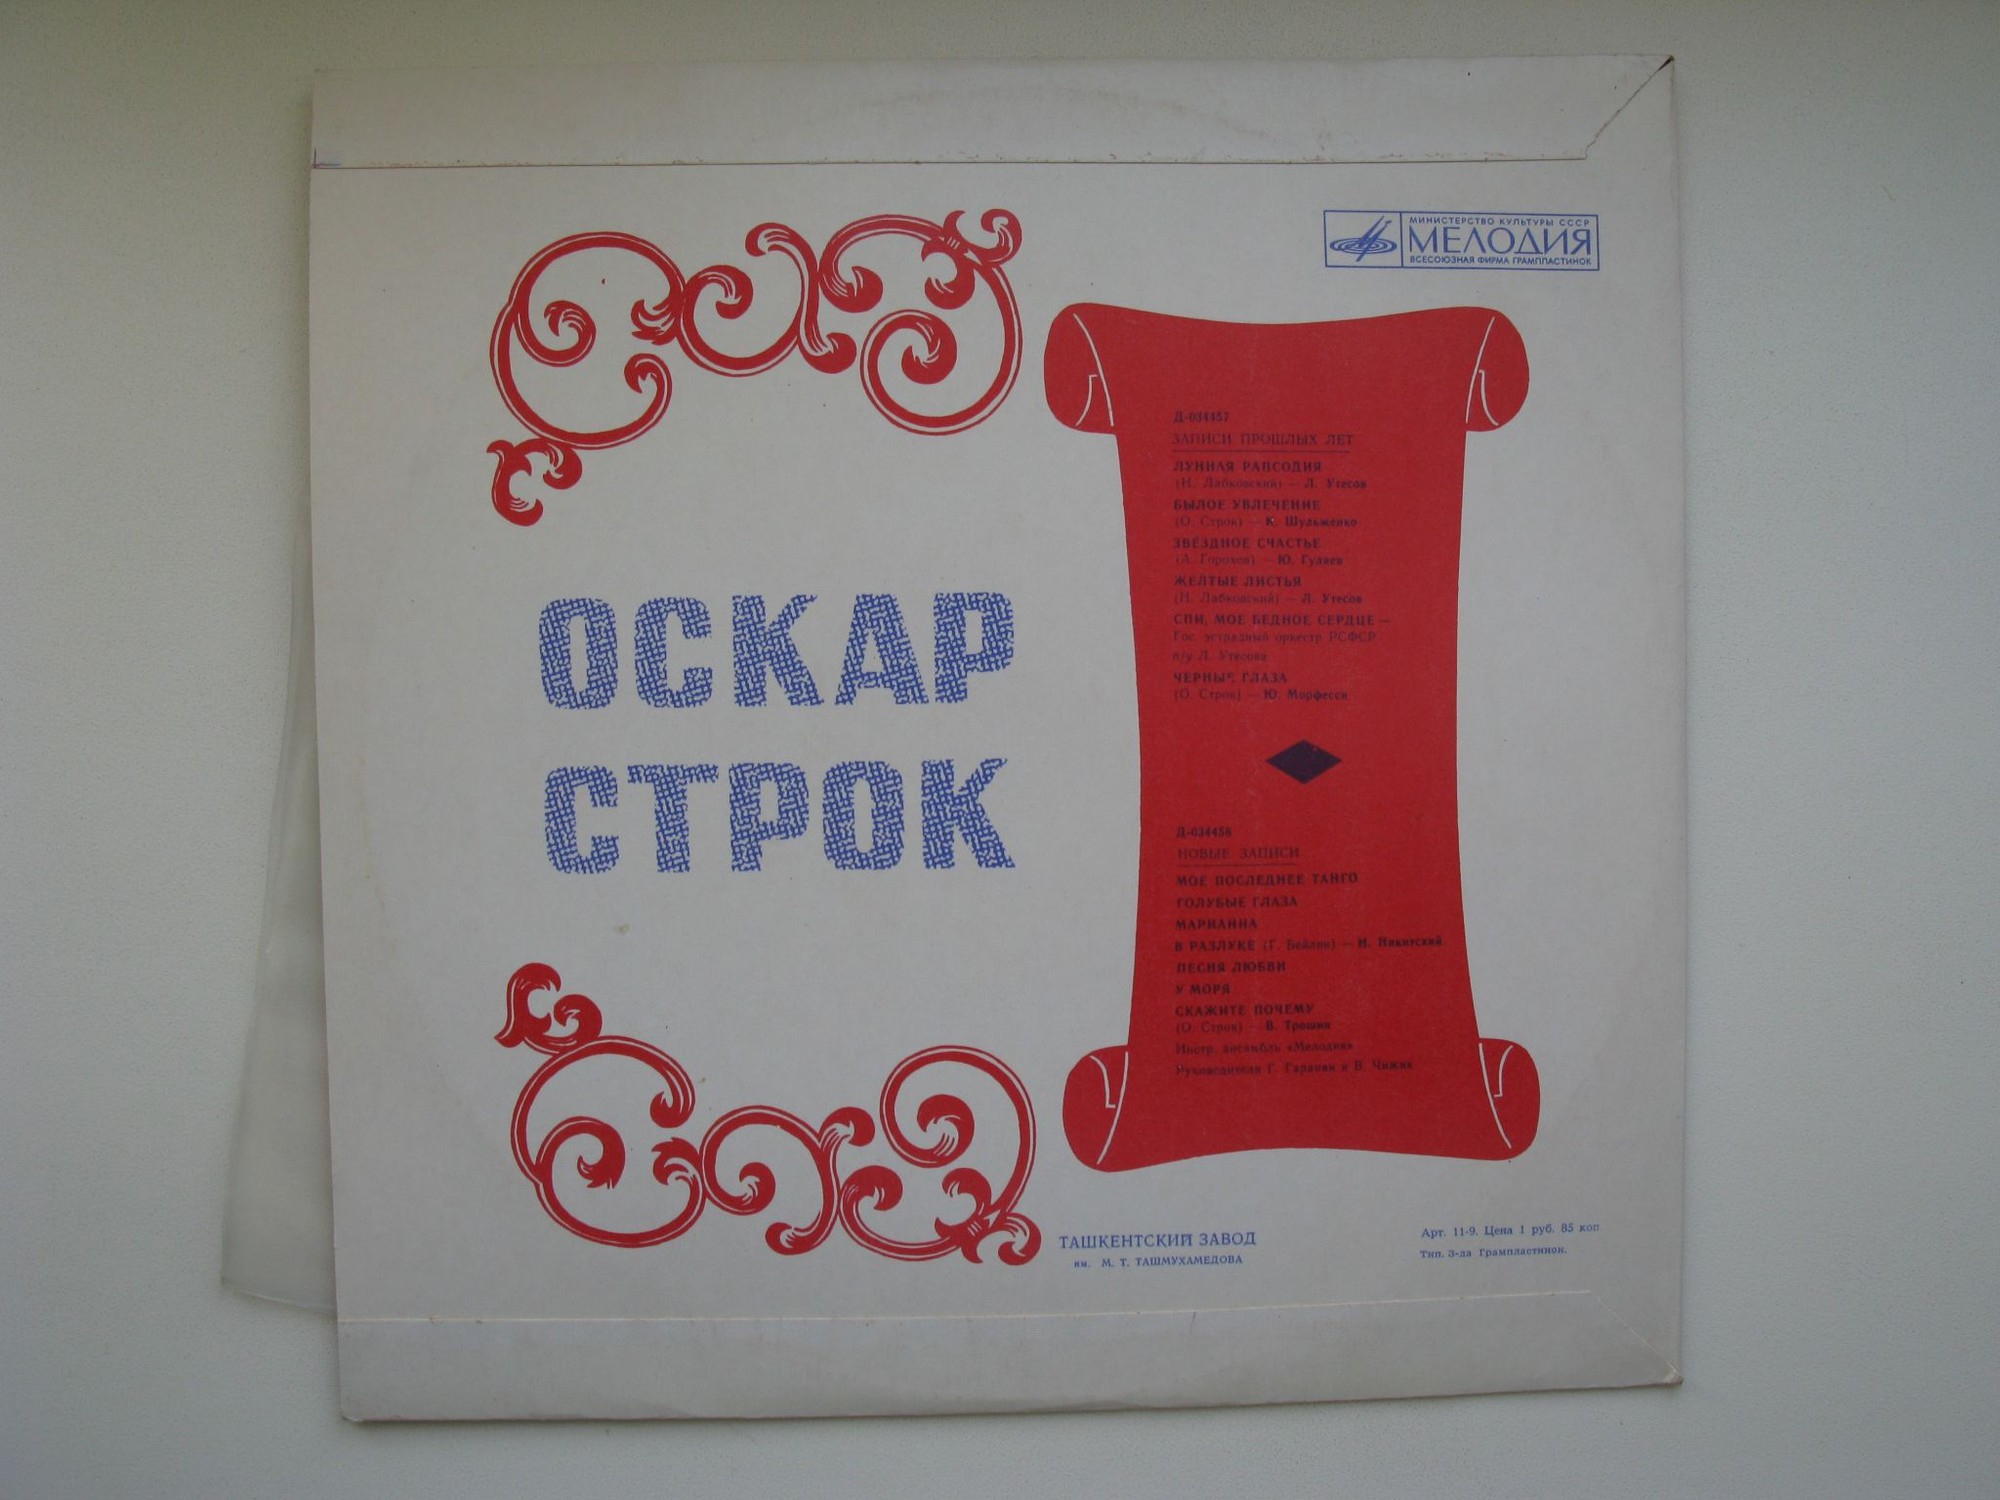 МИНИСТЕРСТВО КУЛЬТУРЫ СССР
МЕЛОДИЯ
ВСЕСОЮЗНАЯ ФИРМА ГРАМПЛАСТИНОК
ОСКАР
СТРОК
Д-034457
ЗАПИСИ ПРОШЛЫХ ЛЕТ
ЛУННАЯ РАПСОДИЯ
(Н. Лабковский) — Л. Утесов
БЫЛОЕ УВЛЕЧЕНИЕ
(О. Строк) — К. Шульженко
ЗВЁЗДНОЕ СЧАСТЬЕ
(А. Горохов) — Ю. Гуляев
ЖЕЛТЫЕ ЛИСТЬЯ
(Н. Лабковский) — Л. Утесов
СПИ, МОЕ БЕДНОЕ СЕРДЦЕ —
Гос. эстрадный оркестр РСФСР
п/у Л. Утесова
ЧЕРНЫЕ ГЛАЗА
(О. Строк) — Ю. Морфесси
Д-034458
НОВЫЕ ЗАПИСИ
МОЕ ПОСЛЕДНЕЕ ТАНГО
ГОЛУБЫЕ ГЛАЗА
МАРИАННА
В РАЗЛУКЕ (Г. Бейлин) — И. Никитский
ПЕСНЯ ЛЮБВИ
У МОРЯ
СКАЖИТЕ ПОЧЕМУ
(О. Строк) — В. Трошин
Инстр. ансамбль «Мелодия»
Руководители Г. Гаранян и В. Чижик
ТАШКЕНТСКИЙ ЗАВОД
им. М. Т. ТАШМУХАМЕДОВА
Арт. 11-9. Цена 1 руб. 85 коп
Тип. З-да Грампластинок.